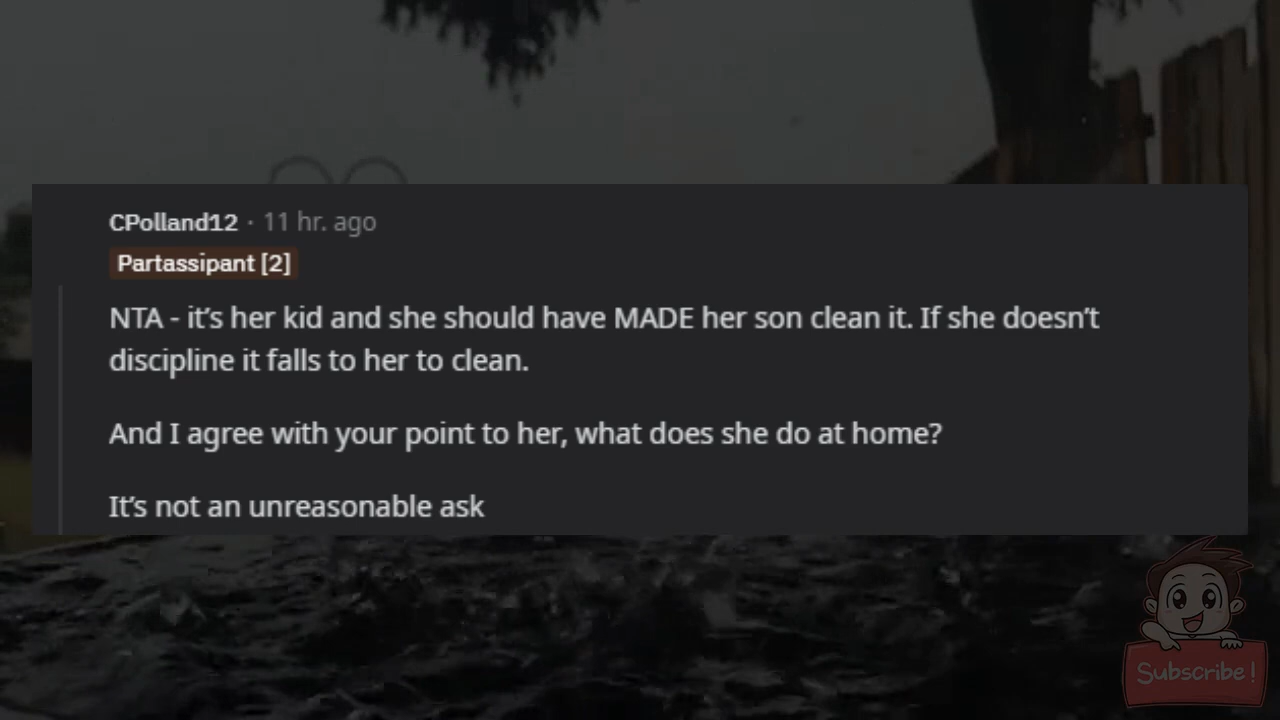 CPolland12 · 11 hr. ago
Partassipant [2]
NTA - it’s her kid and she should have MADE her son clean it. If she doesn’t
discipline it falls to her to clean.
And I agree with your point to her, what does she do at home?
It’s not an unreasonable ask
Subscribe!